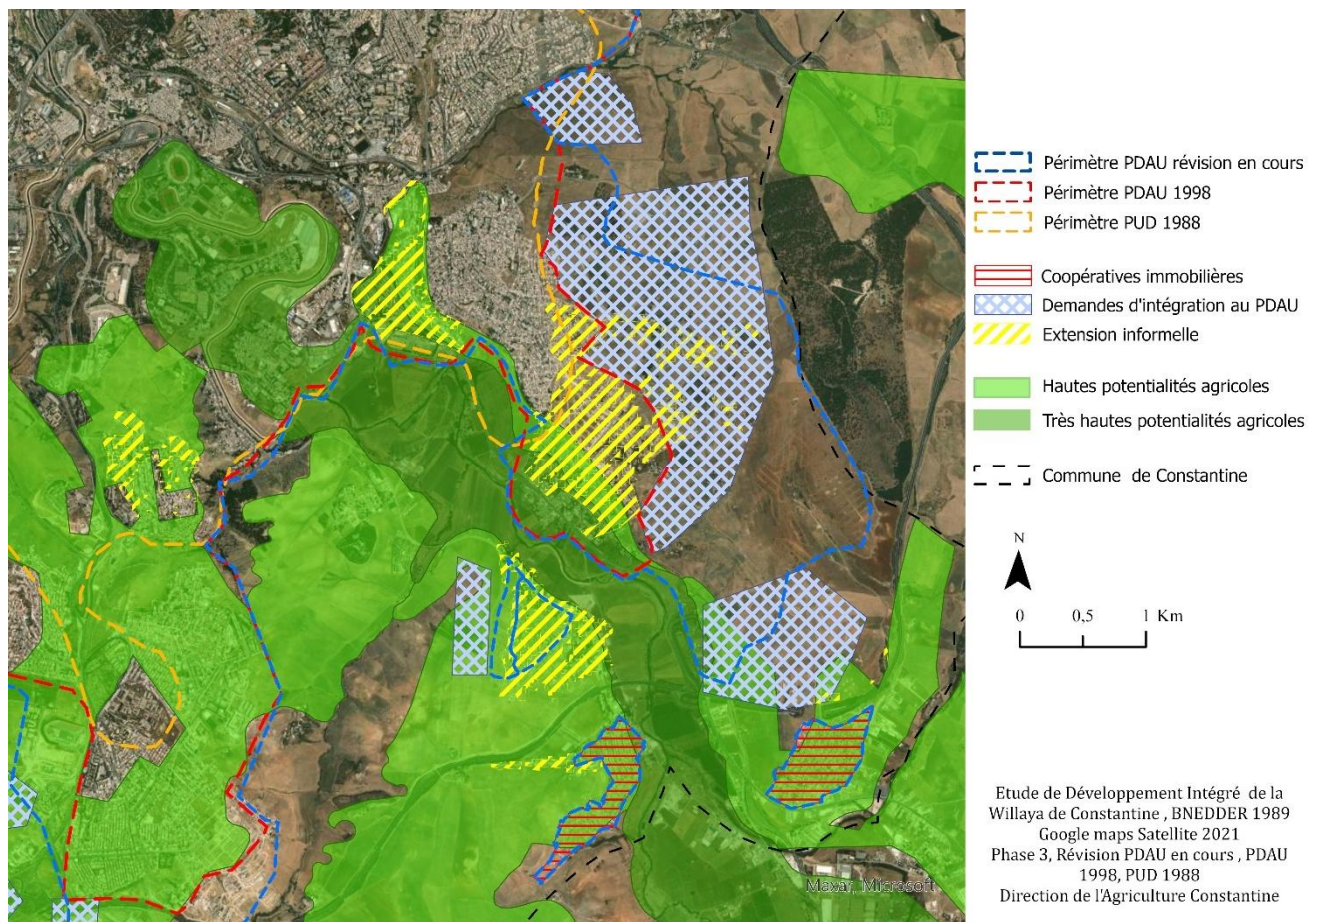 Périmètre PDAU révision en cours
Périmètre PDAU 1998
Périmètre PUD 1988
Coopératives immobilières
Demandes d'intégration au PDAU
Extension informelle
Hautes potentialités agricoles
Très hautes potentialités agricoles
Commune de Constantine
N
0 0,5 1 Km
Etude de Développement Intégré de la
Willaya de Constantine , BNEDDER 1989
Google maps Satellite 2021
Phase 3, Révision PDAU en cours , PDAU
1998, PUD 1988
Direction de l'Agriculture Constantine
Maxar, Microsoft